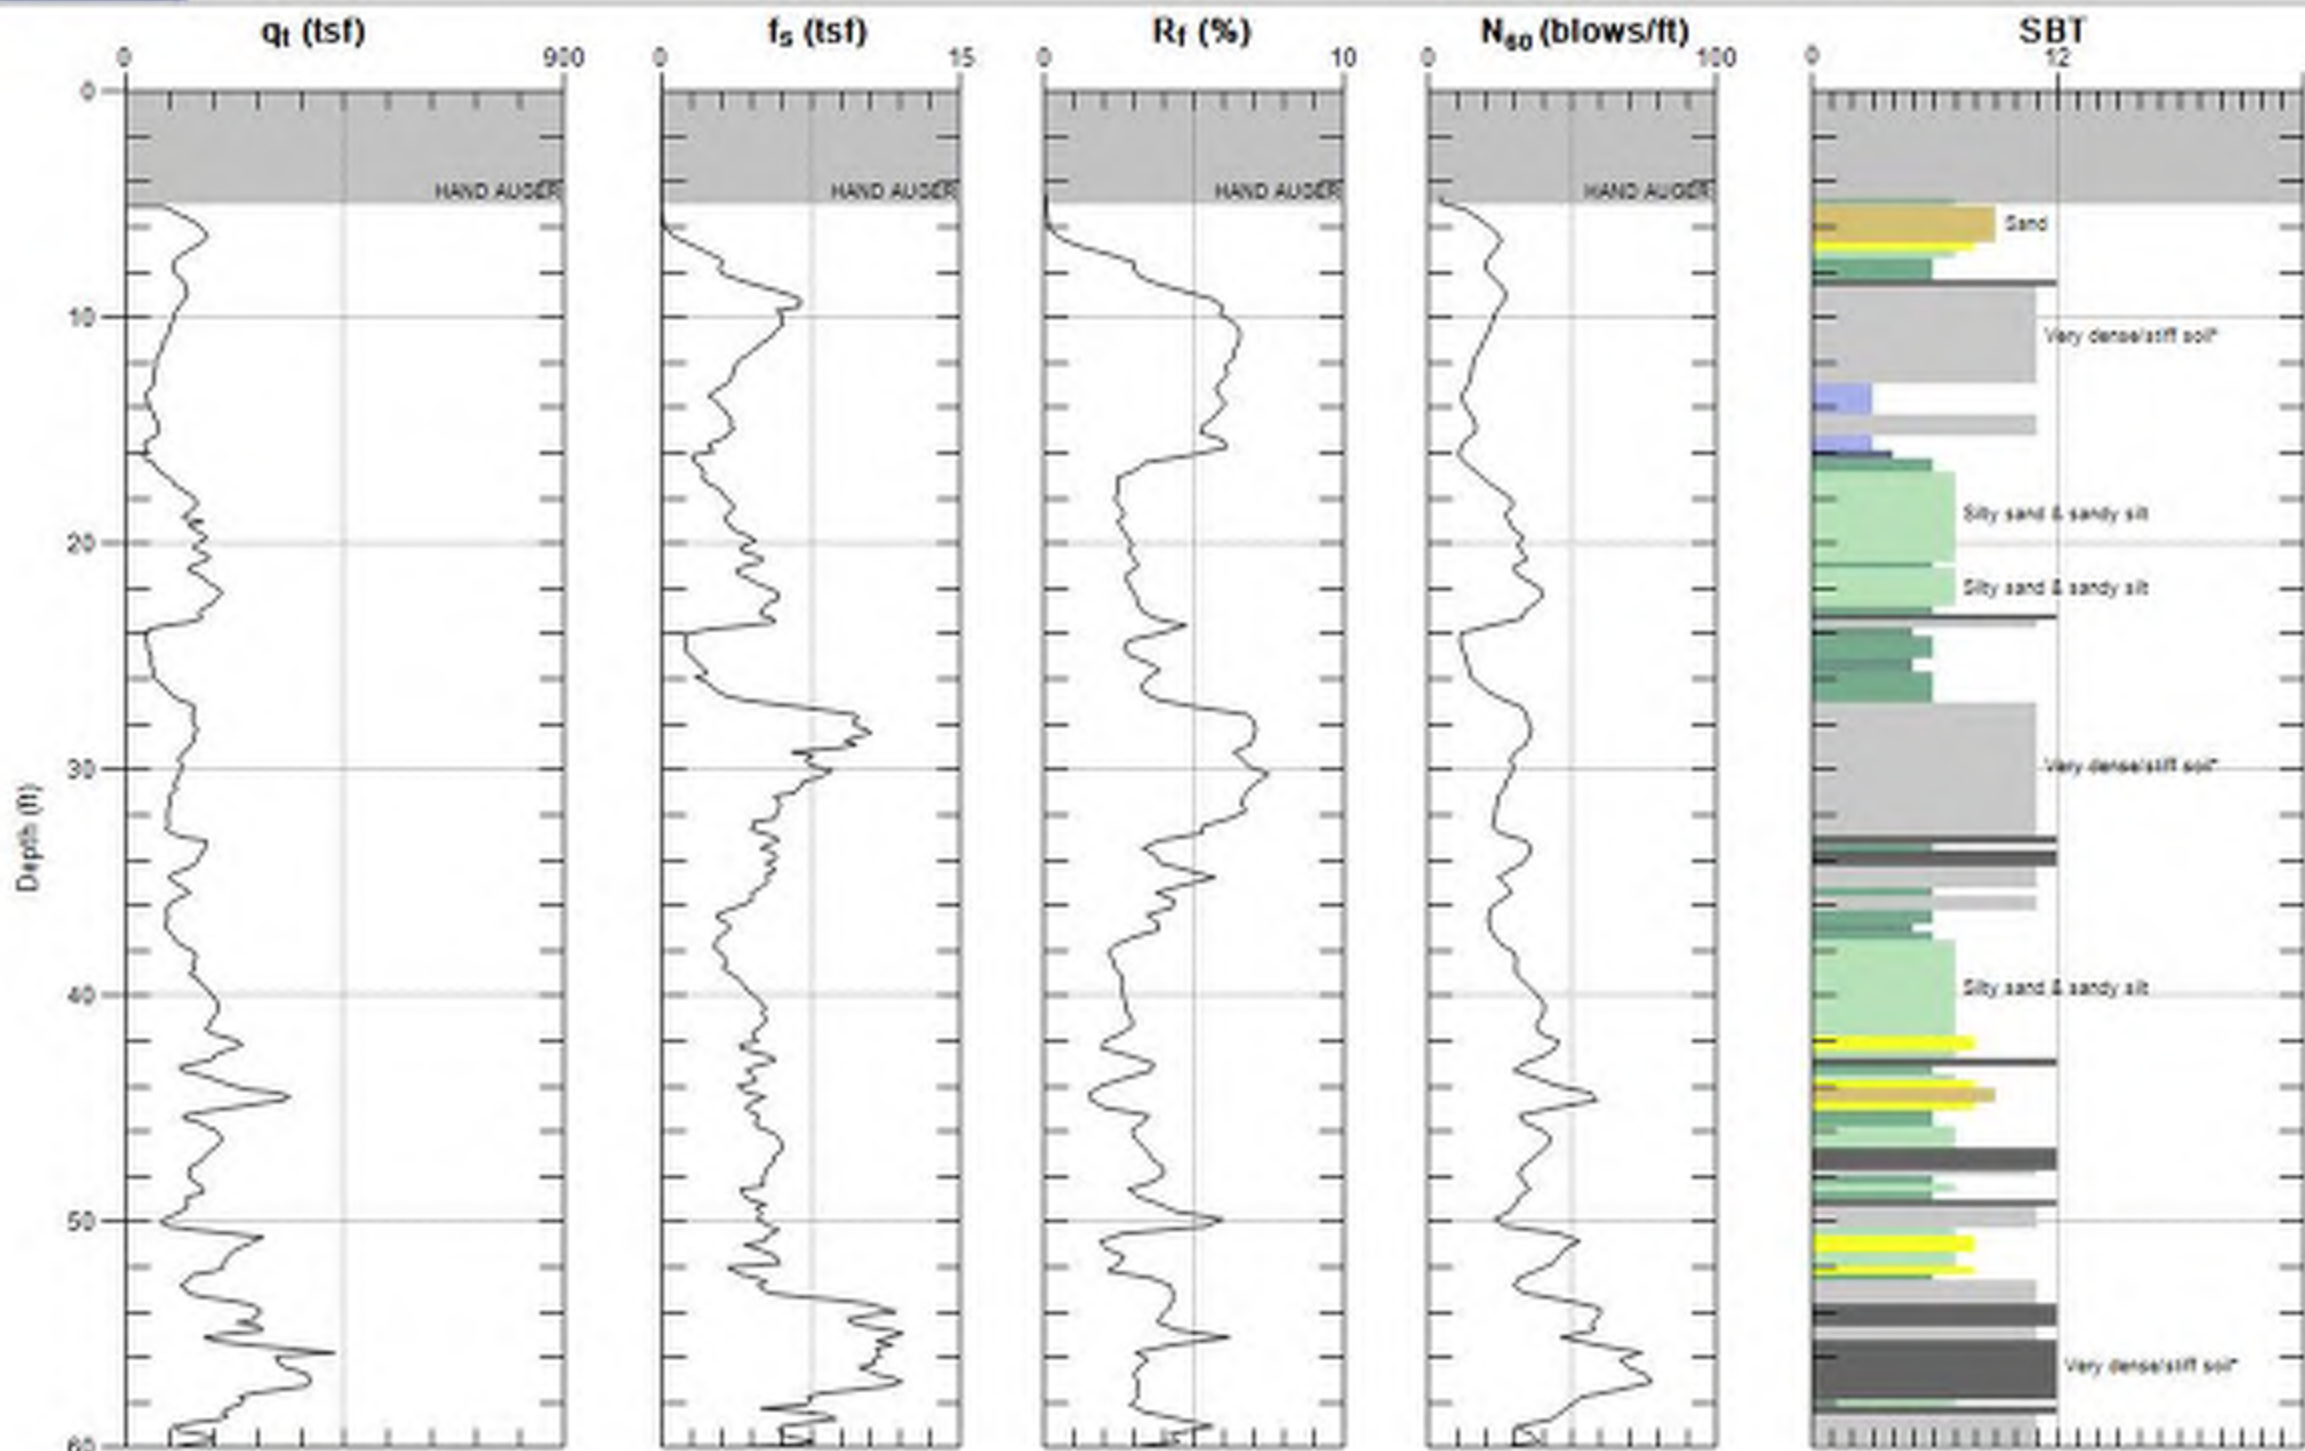 qt (tsf) fs (tsf) Rf (%) N60 (blows/ft) SBT
0 900 0 15 0 10 0 100 0 12
0
HAND AUGER HAND AUGER HAND AUGER HAND AUGER
Sand
10
Very dense/stiff soil*
Silty sand & sandy silt
20
Silty sand & sandy silt
30
Very dense/stiff soil*
Depth (ft)
40
Silty sand & sandy silt
50
Very dense/stiff soil*
60